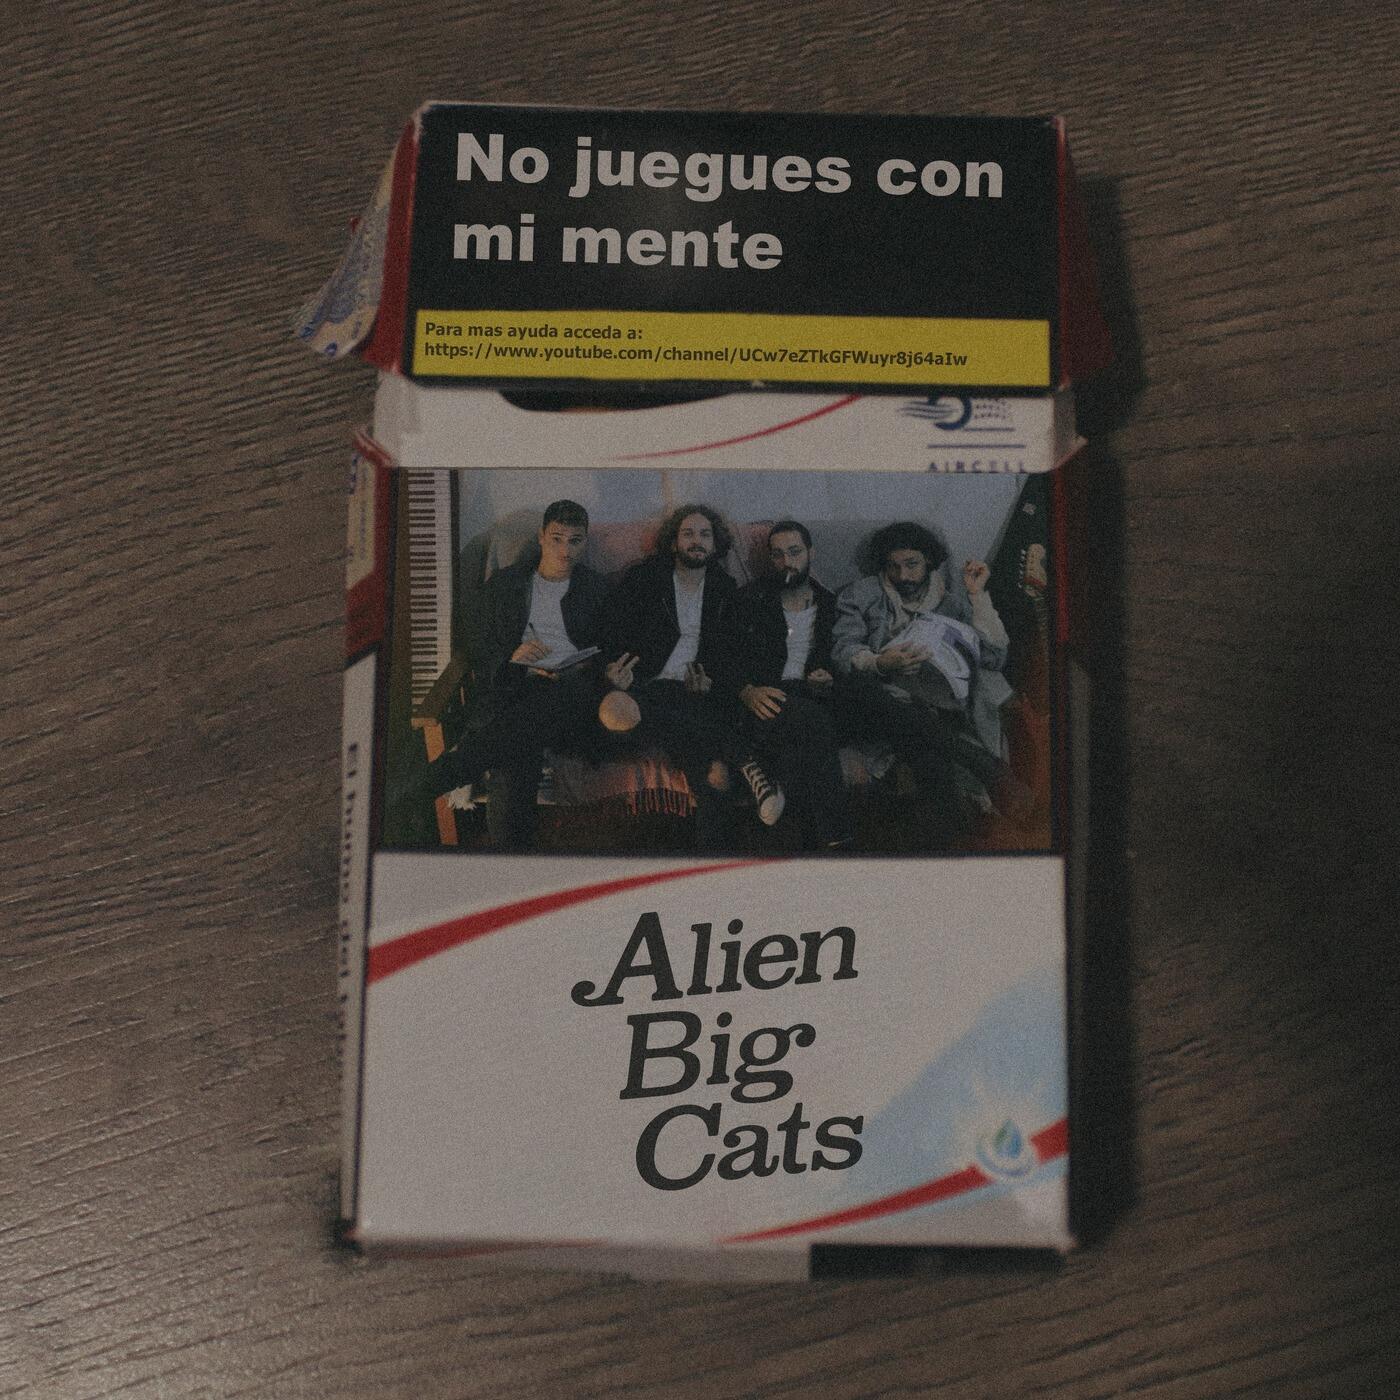 No juegues con
mi mente
Para mas ayuda acceda a:
https://www.youtube.com/channel/UCw7eZTkGFWuyr8j64aIw
AIRCELL
Alien
Big
Cats